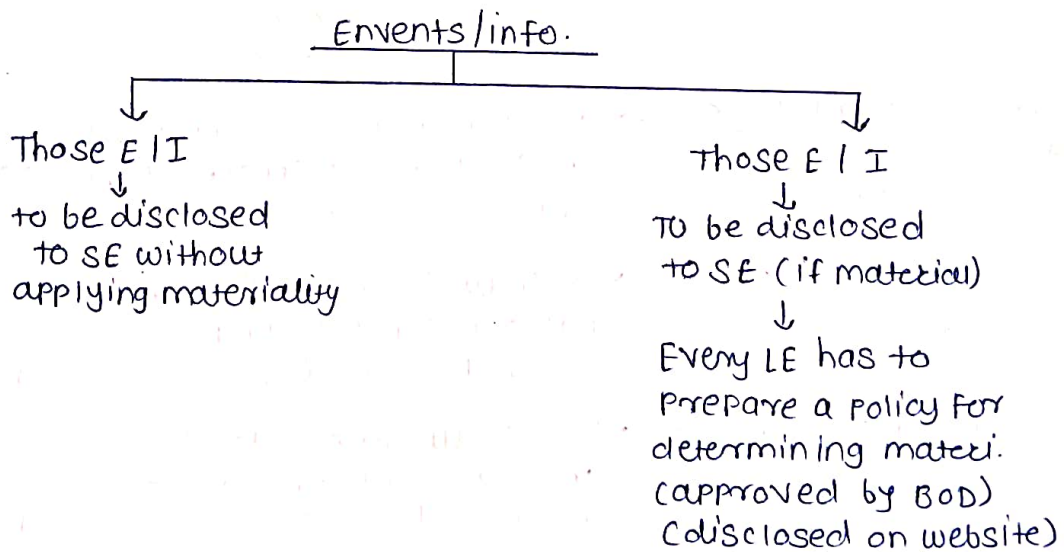 Envents/info.
Those E/I
to be disclosed
to SE without
applying materiality
Those E/I
To be disclosed
to SE (if material)
Every LE has to
prepare a policy for
determining materi.
(approved by BOD)
(disclosed on website)